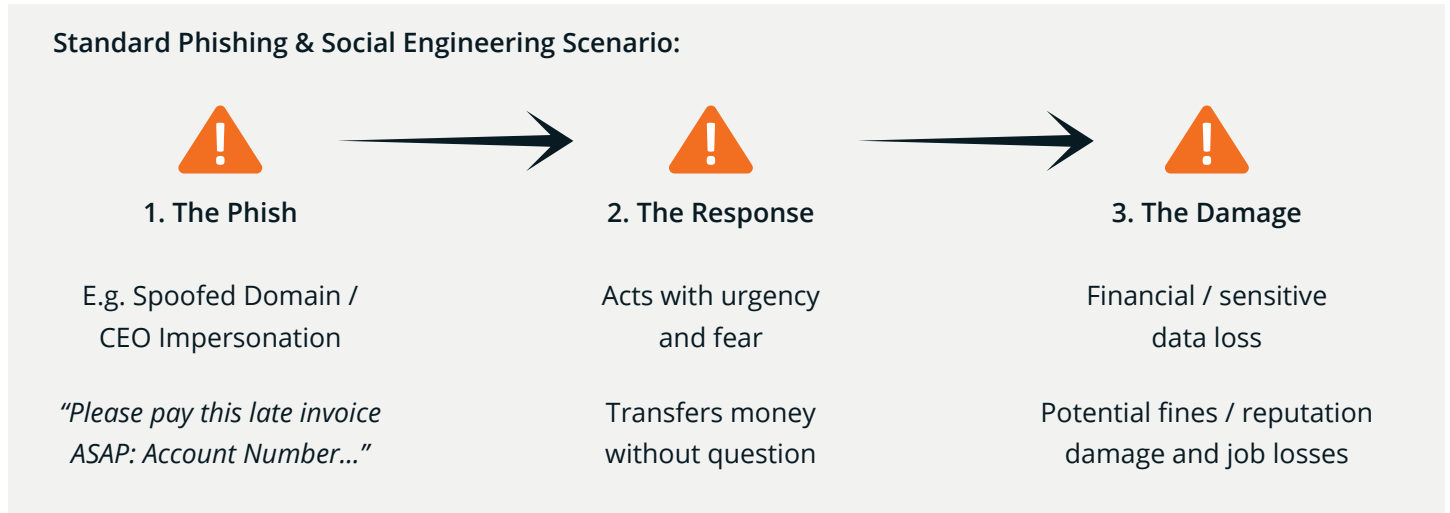 Standard Phishing & Social Engineering Scenario:
1. The Phish
E.g. Spoofed Domain /
CEO Impersonation
“Please pay this late invoice
ASAP: Account Number...”
2. The Response
Acts with urgency
and fear
Transfers money
without question
3. The Damage
Financial / sensitive
data loss
Potential fines / reputation
damage and job losses